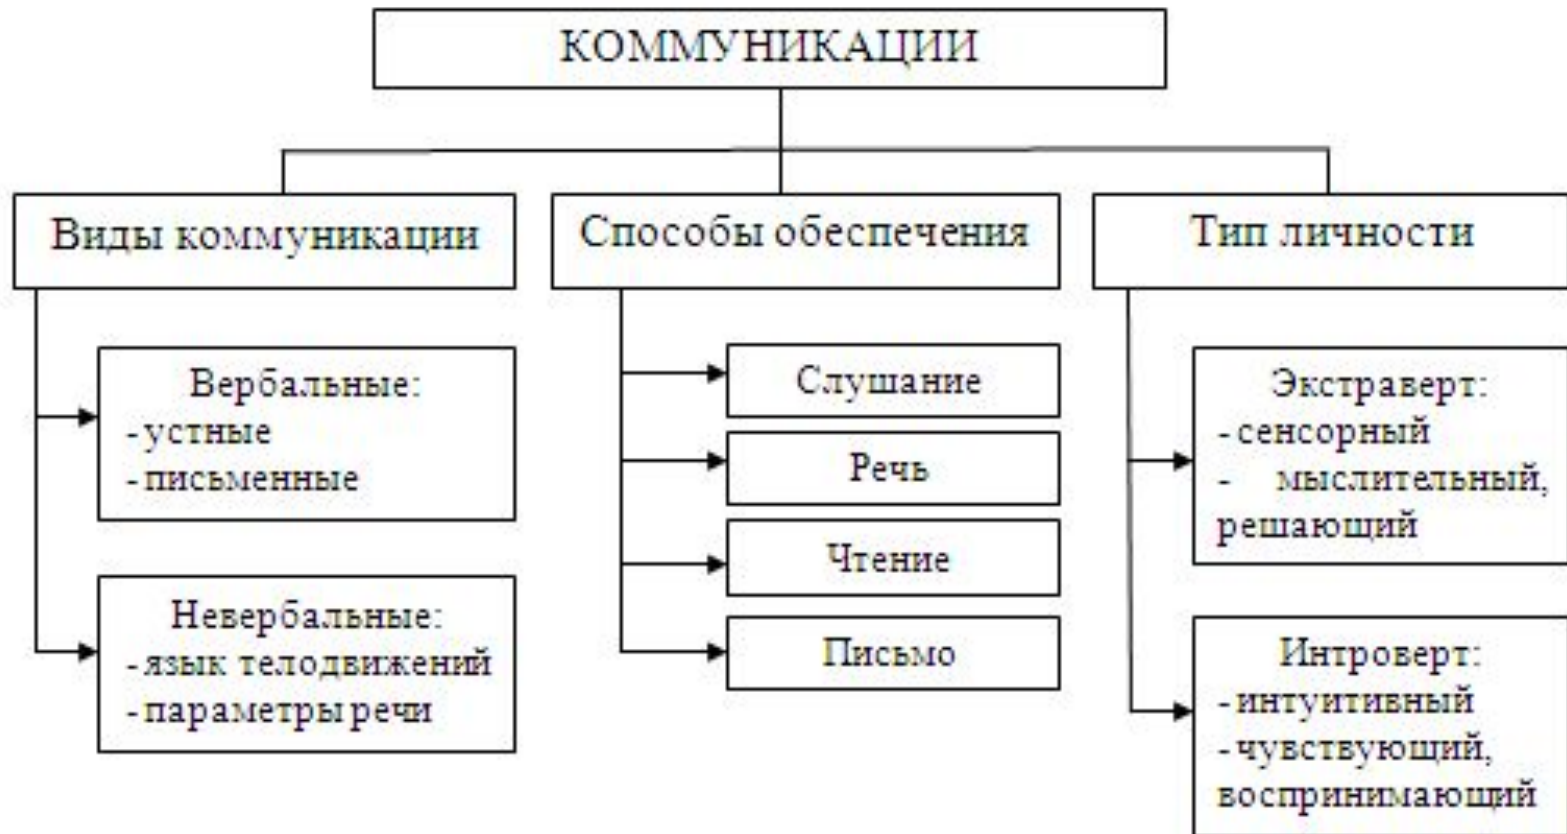 КОММУНИКАЦИИ
Виды коммуникации
Вербальные:
- устные
- письменные
Невербальные:
- язык телодвижений
- параметры речи
Способы обеспечения
Слушание
Речь
Чтение
Письмо
Тип личности
Экстраверт:
- сенсорный
- мыслительный,
решающий
Интроверт:
- интуитивный
- чувствующий,
воспринимающий